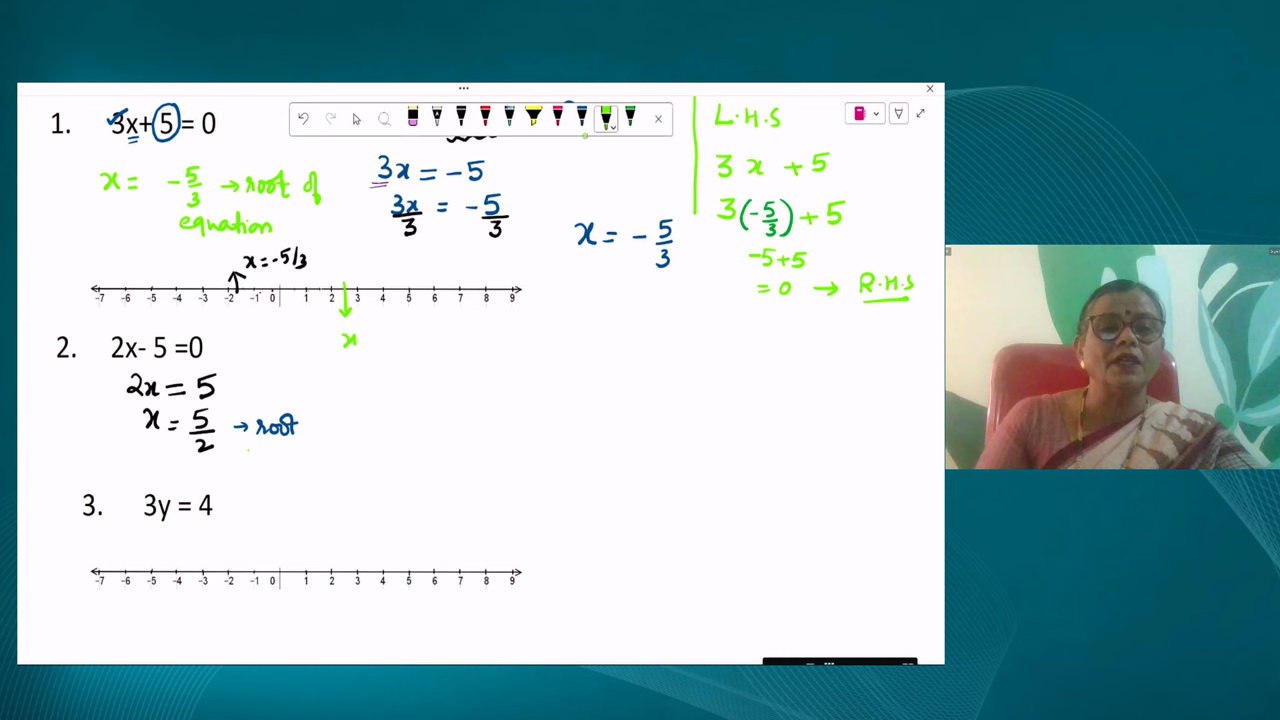 1. 3x+5= 0
x = -5/3 → root of
equation
3x = -5
3x/3 = -5/3
x = -5/3
L.H.S
3 x + 5
3(-5/3) + 5
-5+5
= 0 → R.H.S
x = -5/3
-7 -6 -5 -4 -3 -2 -1 0 1 2 3 4 5 6 7 8 9
x
2. 2x- 5 =0
2x = 5
x = 5/2 → root
3. 3y = 4
-7 -6 -5 -4 -3 -2 -1 0 1 2 3 4 5 6 7 8 9